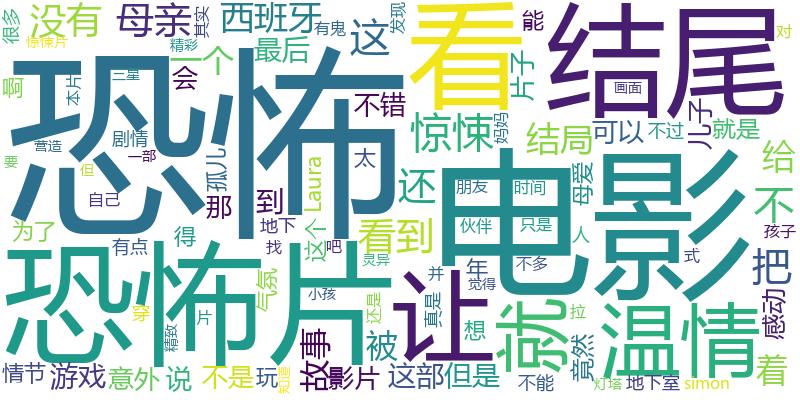 很多
没有
母亲
其实
西班牙
有鬼
这
发现
看
能
结尾
对
惊悚片
精彩
一个
最后
片子
画面
啊
本片
三星
会
恐怖
不错
惊悚
妈妈
结局
可以
不过
儿子
就是
营造
剧情
一部
孤儿
Laura
太
还
母爱
给
要
但
自己
那
到
朋友
时间
电影
不
为了
有点
得
地下
找
这个
吧
看到
伙伴
只是
人
孩子
恐怖片
气氛
灵异
年
并
不多
觉得
式
把
穿
片
小孩
还是
让
真是
想
就
拉
温情
感动
精致
故事
被
竟然
着
情节
游戏
意外
说
不是
玩
知道
影片
这部
但是
不能
灯塔
地下室
simon